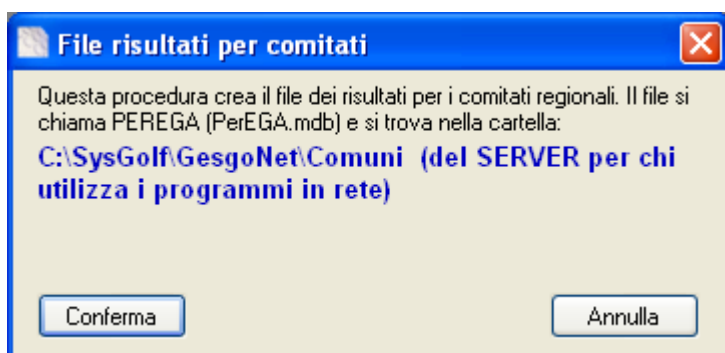 File risultati per comitati
Questa procedura crea il file dei risultati per i comitati regionali. Il file si
chiama PEREGA (PerEGA.mdb) e si trova nella cartella:
C:\SysGolf\GesgoNet\Comuni (del SERVER per chi
utilizza i programmi in rete)
Conferma Annulla